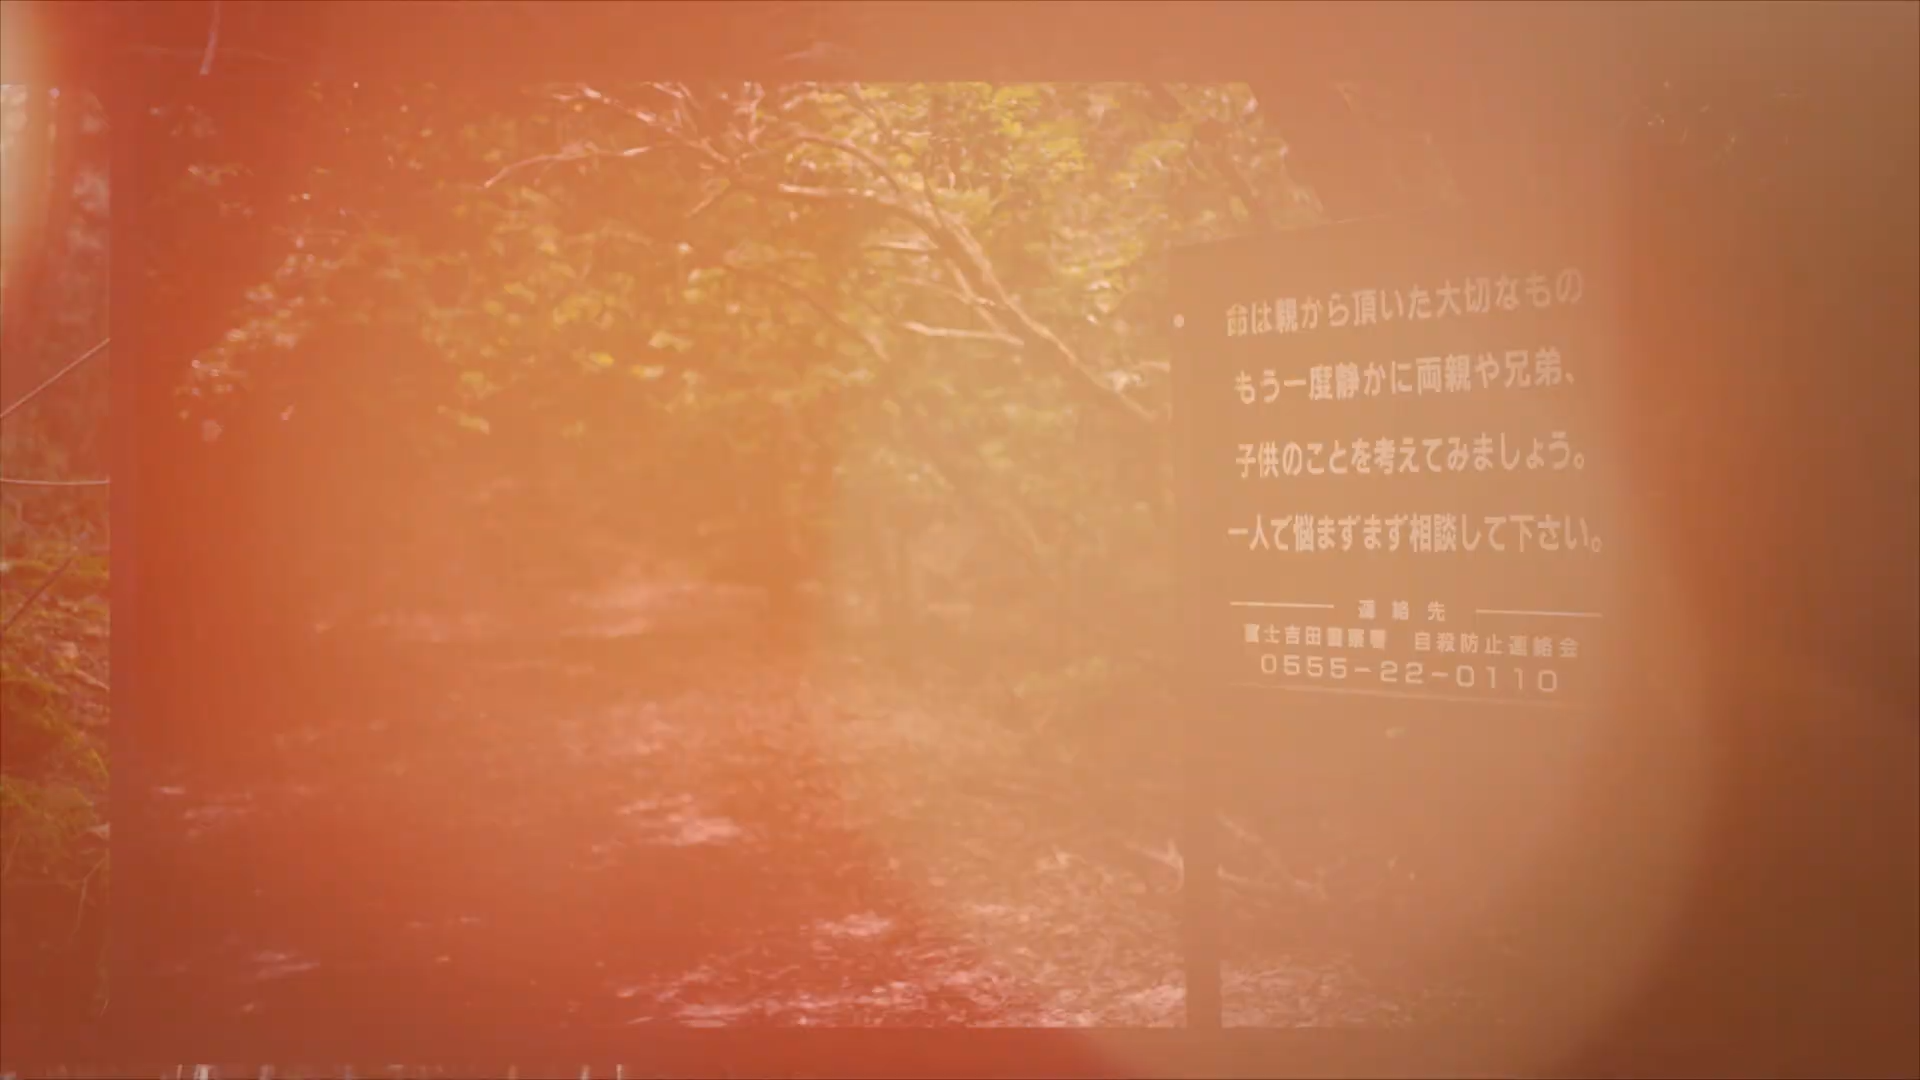 命は親から頂いた大切なもの
もう一度静かに両親や兄弟、
子供のことを考えてみましょう。
一人で悩まずまず相談して下さい。
連絡先
富士吉田警察署 自殺防止連絡会
0555-22-0110